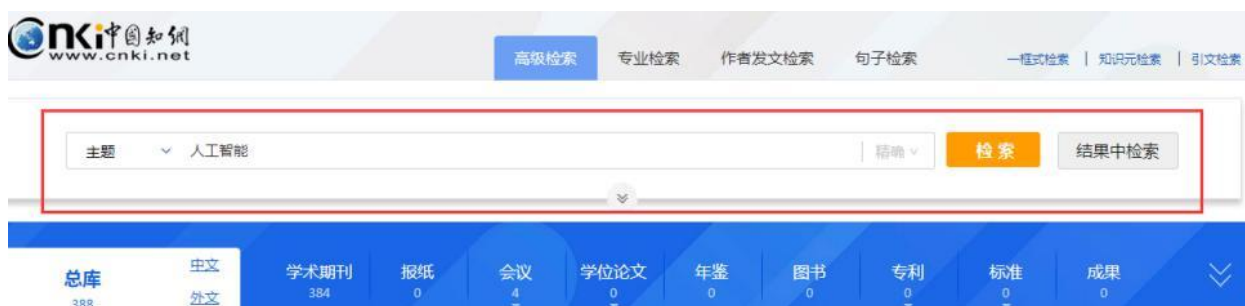 CnKi中国知网
www.cnki.net
高级检索 专业检索 作者发文检索 句子检索 一框式检索 | 知识元检索 | 引文检索
主题 人工智能 精确 检索 结果中检索
总库 中文 学术期刊 报纸 会议 学位论文 年鉴 图书 专利 标准 成果
388 外文 384 0 4 0 0 0 0 0 0